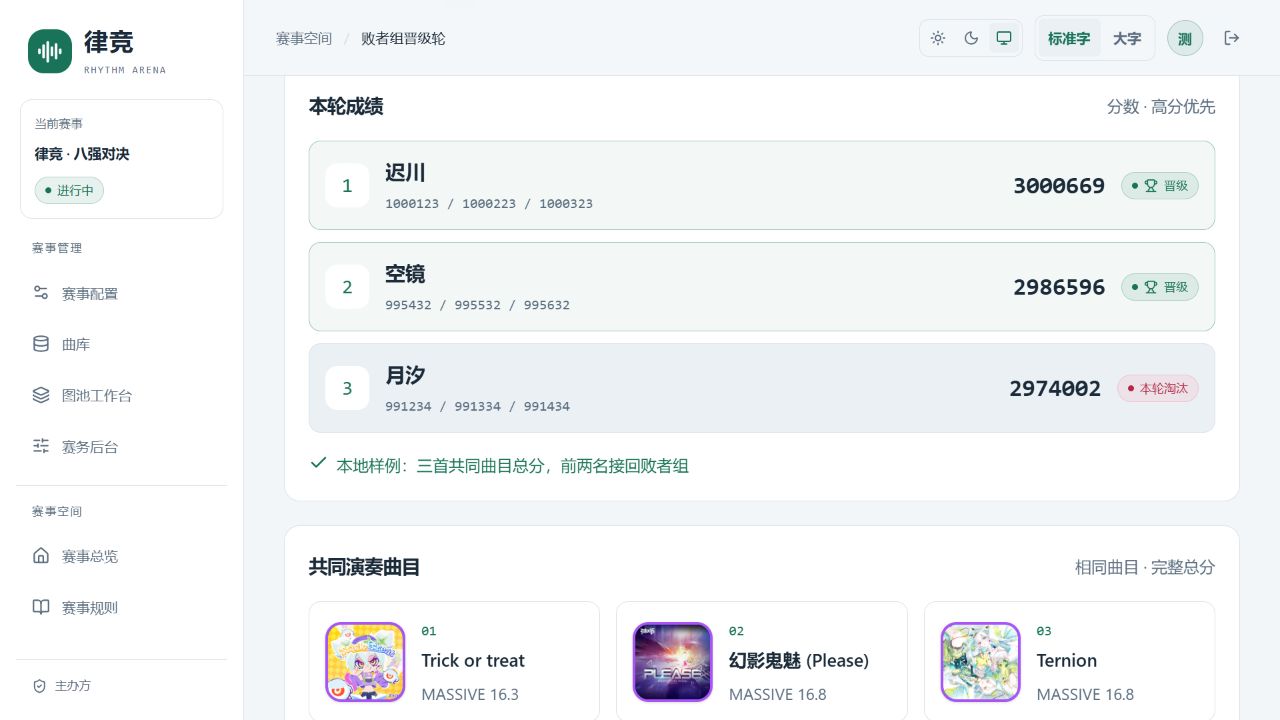 律竞
RHYTHM ARENA
当前赛事
律竞 · 八强对决
进行中
赛事管理
赛事配置
曲库
图池工作台
赛务后台
赛事空间
赛事总览
赛事规则
主办方
赛事空间 / 败者组晋级轮
标准字 大字
测
本轮成绩
分数 · 高分优先
1
迟川
1000123 / 1000223 / 1000323
3000669
晋级
2
空镜
995432 / 995532 / 995632
2986596
晋级
3
月汐
991234 / 991334 / 991434
2974002
本轮淘汰
本地样例：三首共同曲目总分，前两名接回败者组
共同演奏曲目
相同曲目 · 完整总分
01
Trick or treat
MASSIVE 16.3
PLEASE
02
幻影鬼魅 (Please)
MASSIVE 16.8
03
Ternion
MASSIVE 16.8